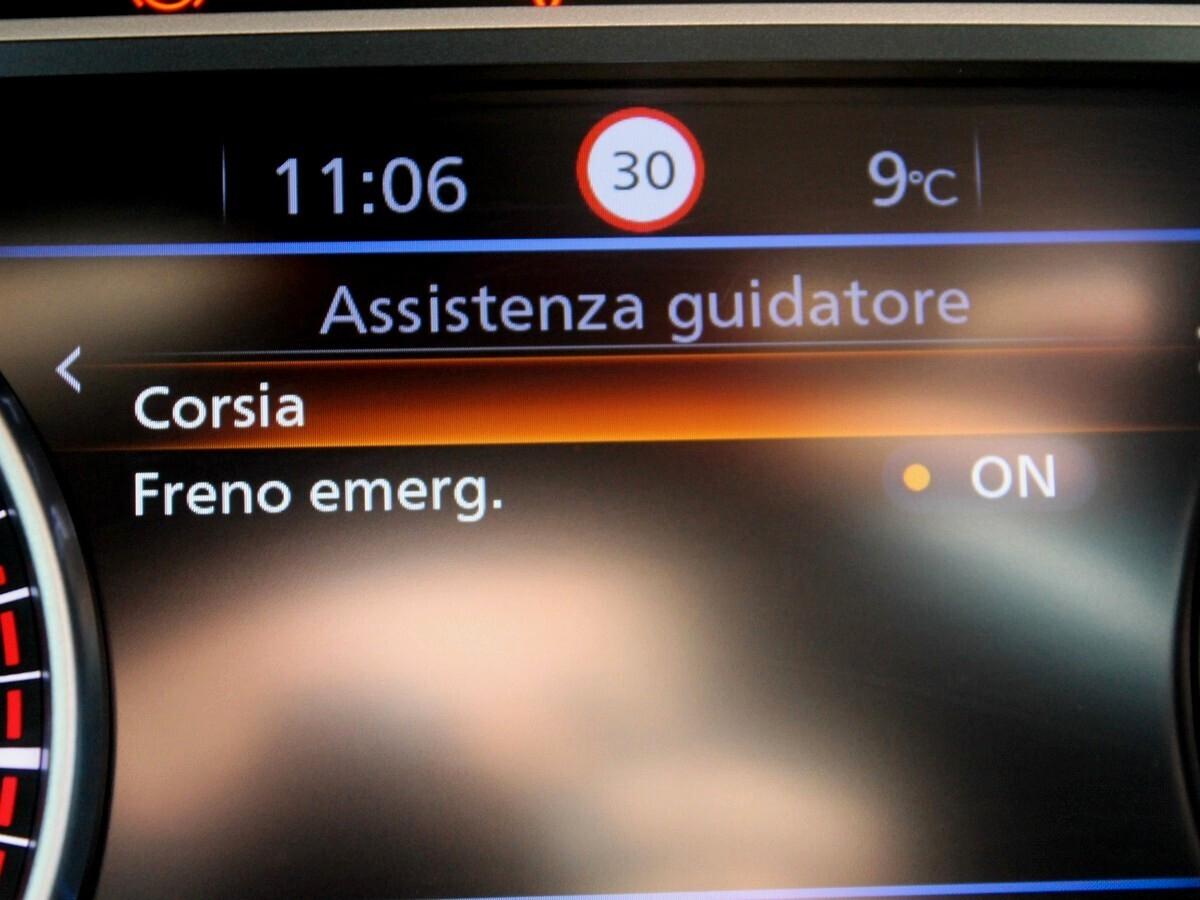 11:06 30 9°C
Assistenza guidatore
<
Corsia
Freno emerg. ON